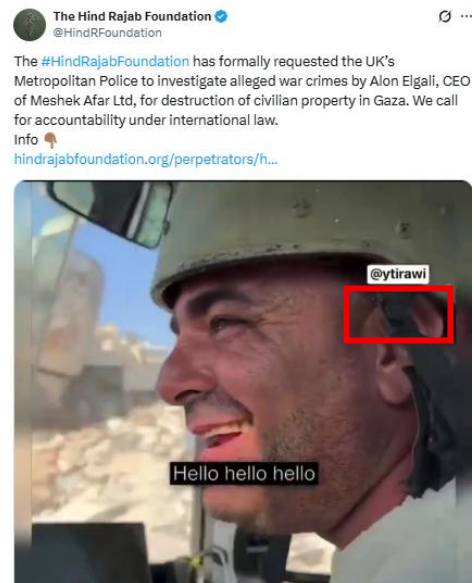 The Hind Rajab Foundation
@HindRFoundation
The #HindRajabFoundation has formally requested the UK's
Metropolitan Police to investigate alleged war crimes by Alon Elgali, CEO
of Meshek Afar Ltd, for destruction of civilian property in Gaza. We call
for accountability under international law.
Info 👇🏽
hindrajabfoundation.org/perpetrators/h...
@ytirawi
Hello hello hello